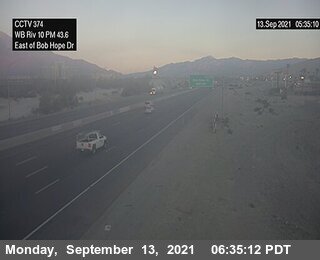 CCTV 374
WB Riv 10 PM 43.6
East of Bob Hope Dr
13.Sep 2021 05:35:10
Monday, September 13, 2021 06:35:12 PDT